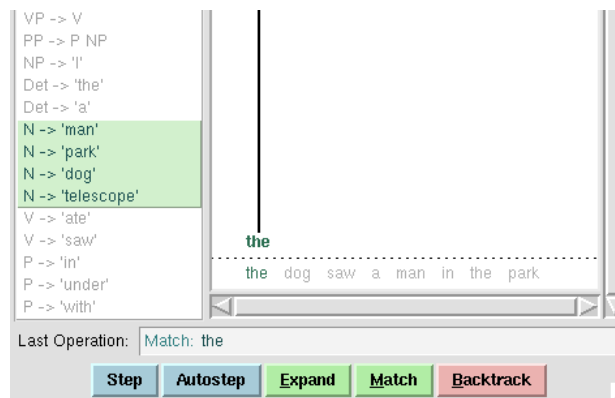 VP -> V
PP -> P NP
NP -> 'I'
Det -> 'the'
Det -> 'a'
N -> 'man'
N -> 'park'
N -> 'dog'
N -> 'telescope'
V -> 'ate'
V -> 'saw'
P -> 'in'
P -> 'under'
P -> 'with'
the
the dog saw a man in the park
Last Operation: Match: the
Step Autostep Expand Match Backtrack